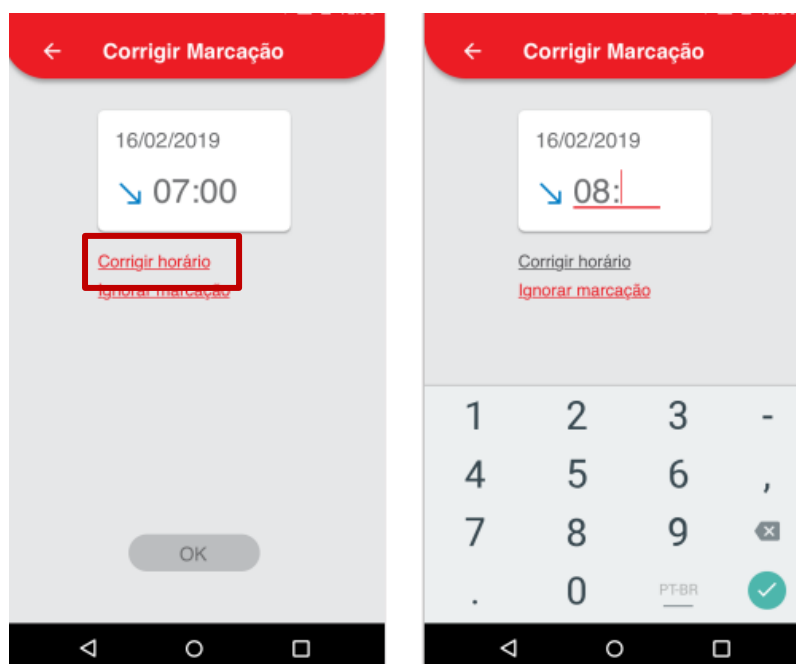 Corrigir Marcação
16/02/2019
07:00
Corrigir horário
Ignorar marcação
OK
Corrigir Marcação
16/02/2019
08:
Corrigir horário
Ignorar marcação
1 2 3 -
4 5 6 ,
7 8 9
. 0 PT-BR